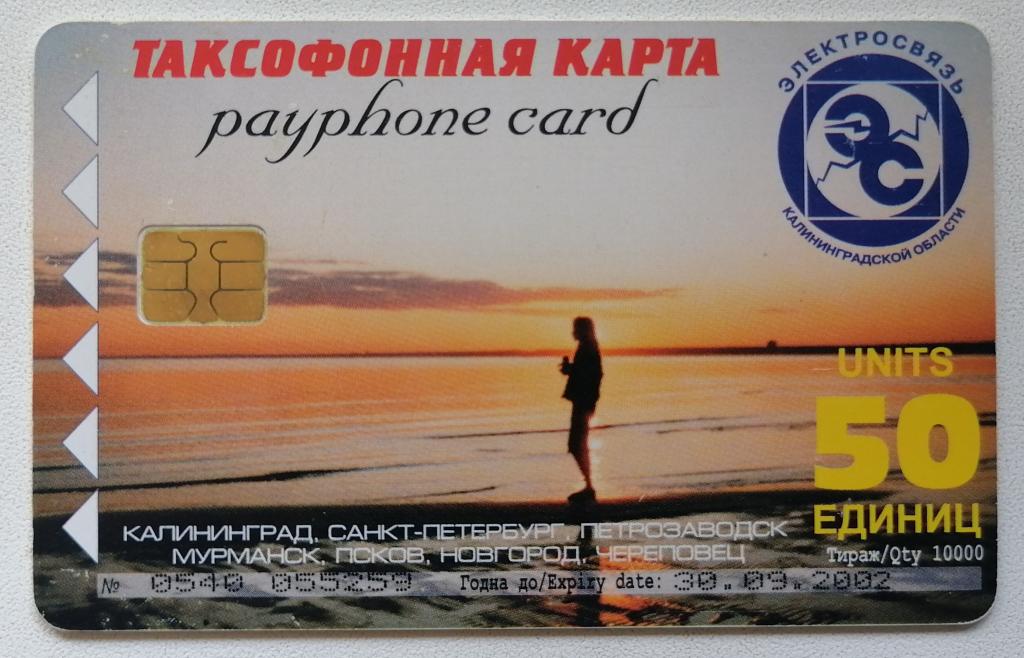 ТАКСОФОННАЯ КАРТА
payphone card
ЭЛЕКТРОСВЯЗЬ
ЭС
КАЛИНИНГРАДСКОЙ ОБЛАСТИ
UNITS
50
ЕДИНИЦ
КАЛИНИНГРАД, САНКТ-ПЕТЕРБУРГ, ПЕТРОЗАВОДСК
МУРМАНСК, ПСКОВ, НОВГОРОД, ЧЕРЕПОВЕЦ
Тираж/Qty 10000
№ 0540 055259 Годна до/Expiry date: 30.09.2002